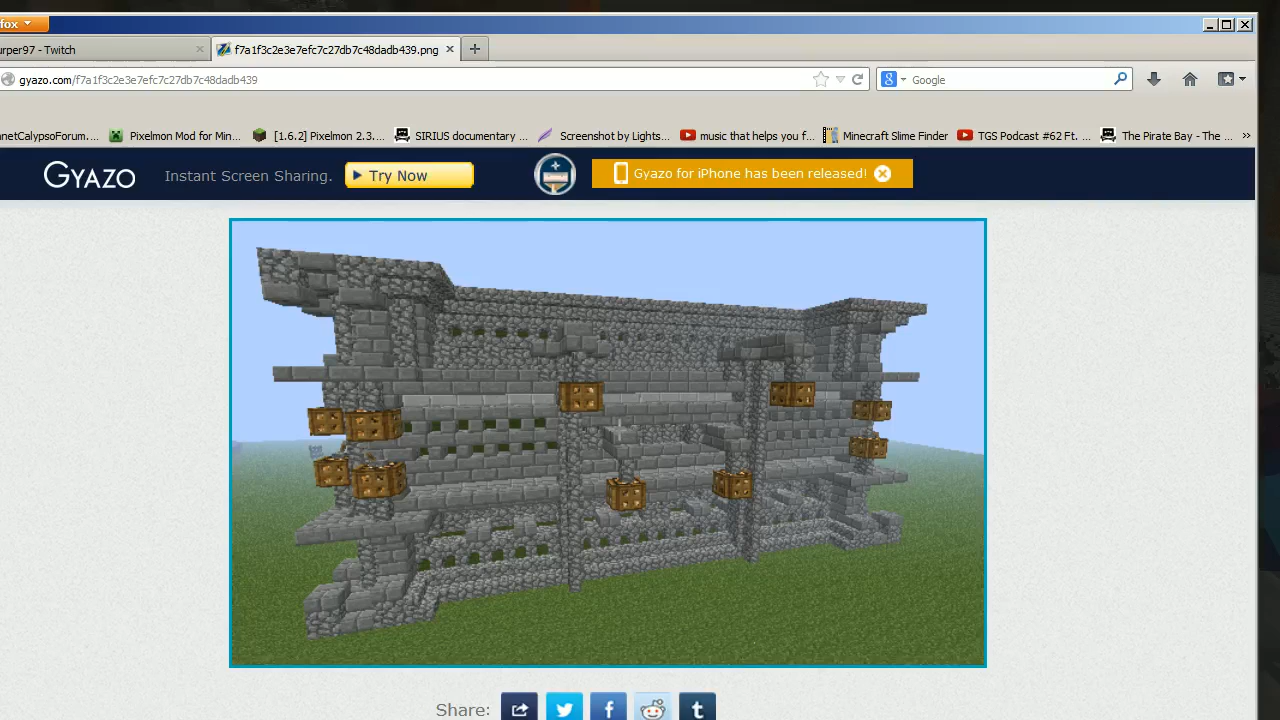 fox
urper97 - Twitch
f7a1f3c2e3e7efc7c27db7c48dadb439.png
gyazo.com/f7a1f3c2e3e7efc7c27db7c48dadb439
Google
anetCalypsoForum....
Pixelmon Mod for Min...
[1.6.2] Pixelmon 2.3....
SIRIUS documentary ...
Screenshot by Lights...
music that helps you f...
Minecraft Slime Finder
TGS Podcast #62 Ft. ...
The Pirate Bay - The ...
GYAZO
Instant Screen Sharing.
Try Now
Gyazo for iPhone has been released!
Share: